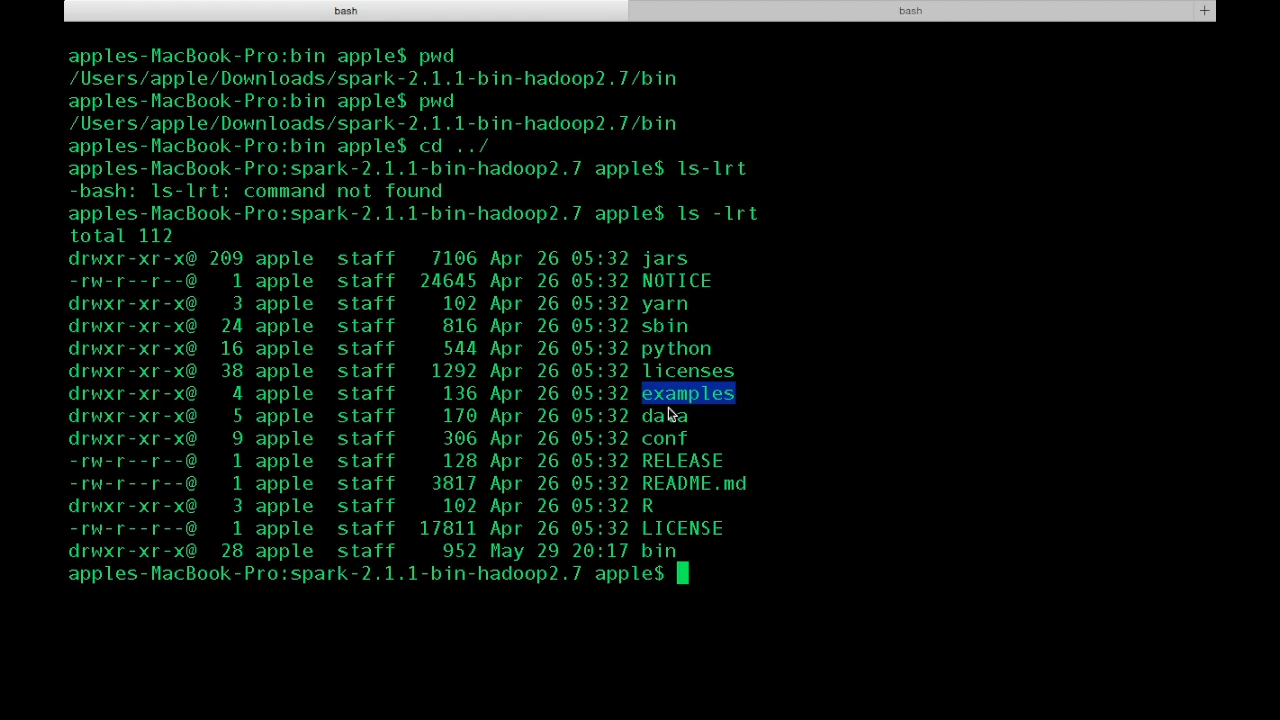 bash
bash
+
apples-MacBook-Pro:bin apple$ pwd
/Users/apple/Downloads/spark-2.1.1-bin-hadoop2.7/bin
apples-MacBook-Pro:bin apple$ pwd
/Users/apple/Downloads/spark-2.1.1-bin-hadoop2.7/bin
apples-MacBook-Pro:bin apple$ cd ../
apples-MacBook-Pro:spark-2.1.1-bin-hadoop2.7 apple$ ls-lrt
-bash: ls-lrt: command not found
apples-MacBook-Pro:spark-2.1.1-bin-hadoop2.7 apple$ ls -lrt
total 112
drwxr-xr-x@ 209 apple  staff   7106 Apr 26 05:32 jars
-rw-r--r--@   1 apple  staff  24645 Apr 26 05:32 NOTICE
drwxr-xr-x@   3 apple  staff    102 Apr 26 05:32 yarn
drwxr-xr-x@  24 apple  staff    816 Apr 26 05:32 sbin
drwxr-xr-x@  16 apple  staff    544 Apr 26 05:32 python
drwxr-xr-x@  38 apple  staff   1292 Apr 26 05:32 licenses
drwxr-xr-x@   4 apple  staff    136 Apr 26 05:32 examples
drwxr-xr-x@   5 apple  staff    170 Apr 26 05:32 data
drwxr-xr-x@   9 apple  staff    306 Apr 26 05:32 conf
-rw-r--r--@   1 apple  staff    128 Apr 26 05:32 RELEASE
-rw-r--r--@   1 apple  staff   3817 Apr 26 05:32 README.md
drwxr-xr-x@   3 apple  staff    102 Apr 26 05:32 R
-rw-r--r--@   1 apple  staff  17811 Apr 26 05:32 LICENSE
drwxr-xr-x@  28 apple  staff    952 May 29 20:17 bin
apples-MacBook-Pro:spark-2.1.1-bin-hadoop2.7 apple$